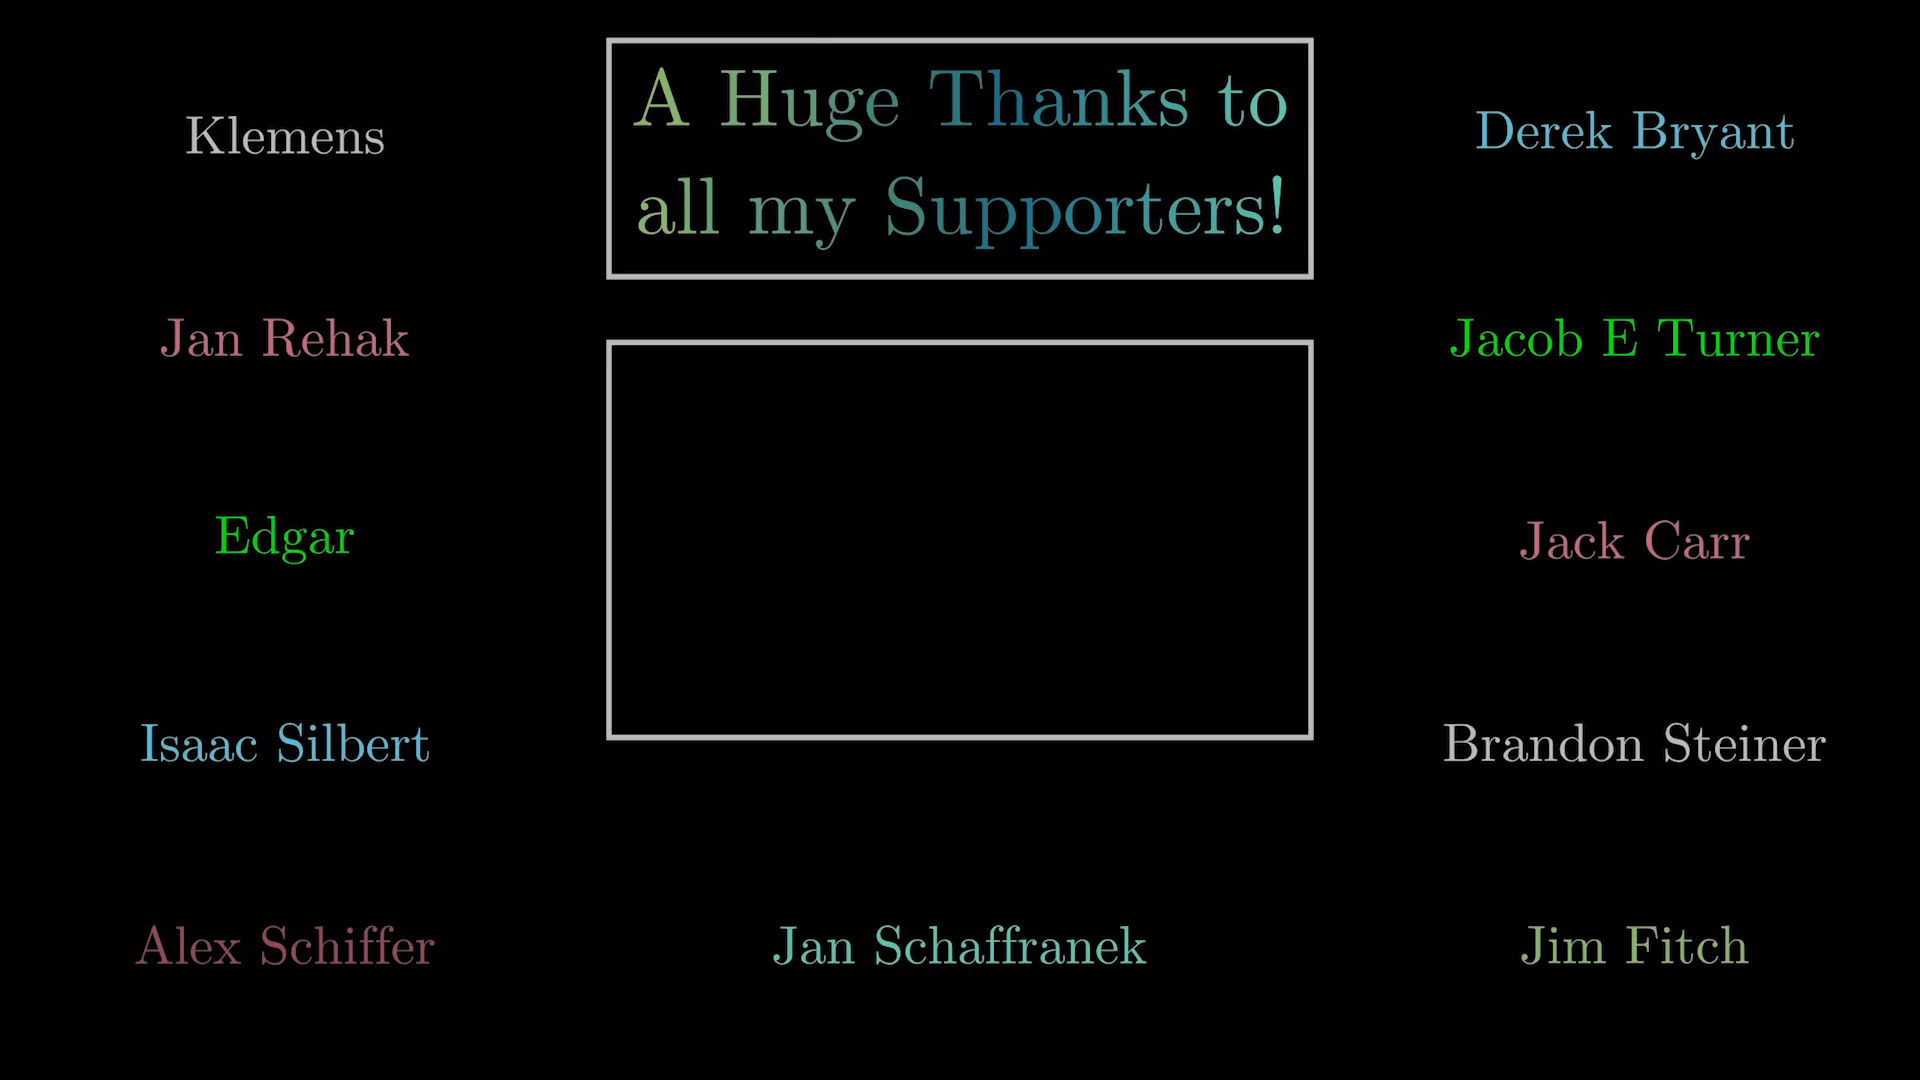 A Huge Thanks to
all my Supporters!
Klemens
Derek Bryant
Jan Rehak
Jacob E Turner
Edgar
Jack Carr
Isaac Silbert
Brandon Steiner
Alex Schiffer
Jan Schaffranek
Jim Fitch